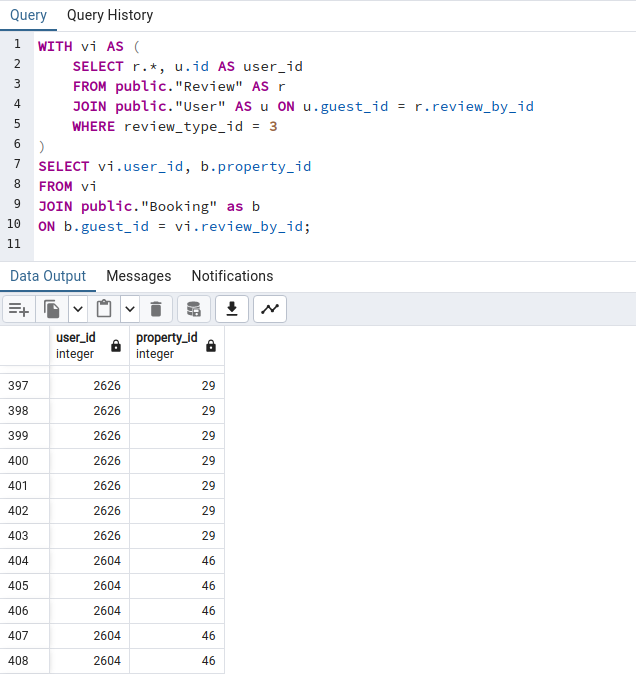 Query Query History
1 WITH vi AS (
2 SELECT r.*, u.id AS user_id
3 FROM public."Review" AS r
4 JOIN public."User" AS u ON u.guest_id = r.review_by_id
5 WHERE review_type_id = 3
6 )
7 SELECT vi.user_id, b.property_id
8 FROM vi
9 JOIN public."Booking" as b
10 ON b.guest_id = vi.review_by_id;
11
Data Output Messages Notifications
user_id property_id
integer integer
397 2626 29
398 2626 29
399 2626 29
400 2626 29
401 2626 29
402 2626 29
403 2626 29
404 2604 46
405 2604 46
406 2604 46
407 2604 46
408 2604 46